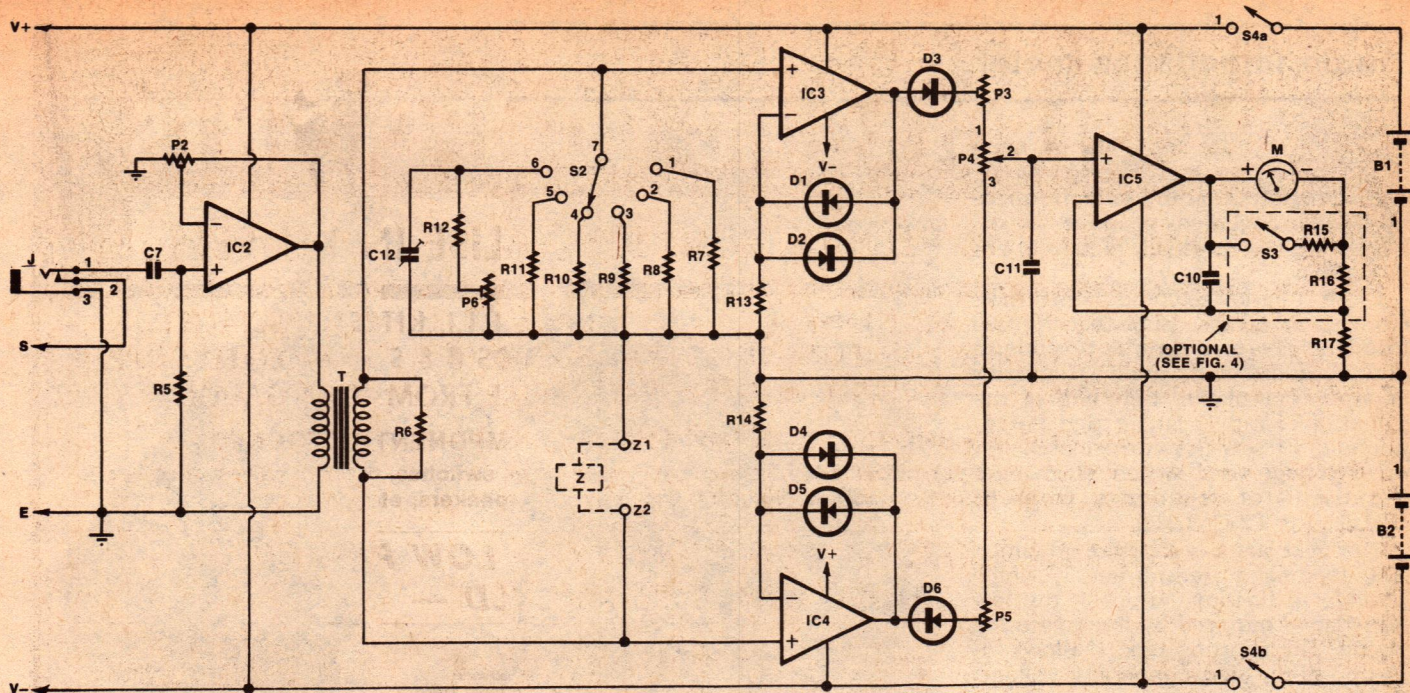 V+
1
S4a
P2
IC2
J
1
2
3
C7
S
R5
T
R6
E
V-
C12
R12
P6
6
5
S2
7
4
3
1
2
R11
R10
R9
R8
R7
Z1
Z
Z2
IC3
V-
D3
P3
1
P4
2
3
D1
D2
R13
C11
IC5
M
+
-
S3
R15
C10
R16
R17
OPTIONAL
(SEE FIG. 4)
B1
1
R14
D4
D5
V+
IC4
D6
P5
1
B2
1
S4b